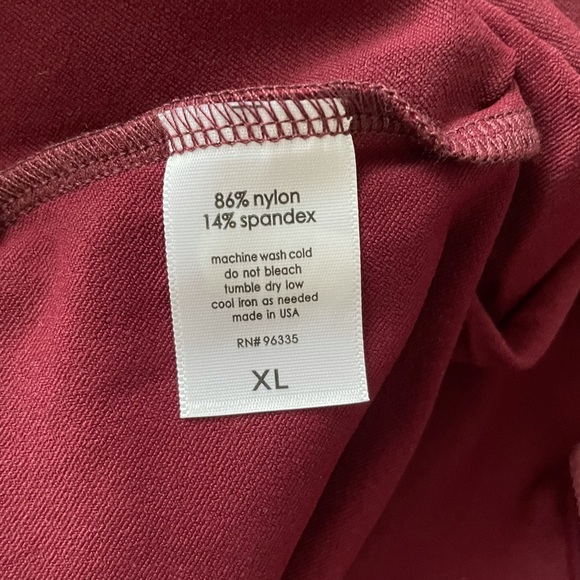 86% nylon
14% spandex
machine wash cold
do not bleach
tumble dry low
cool iron as needed
made in USA
RN# 96335
XL